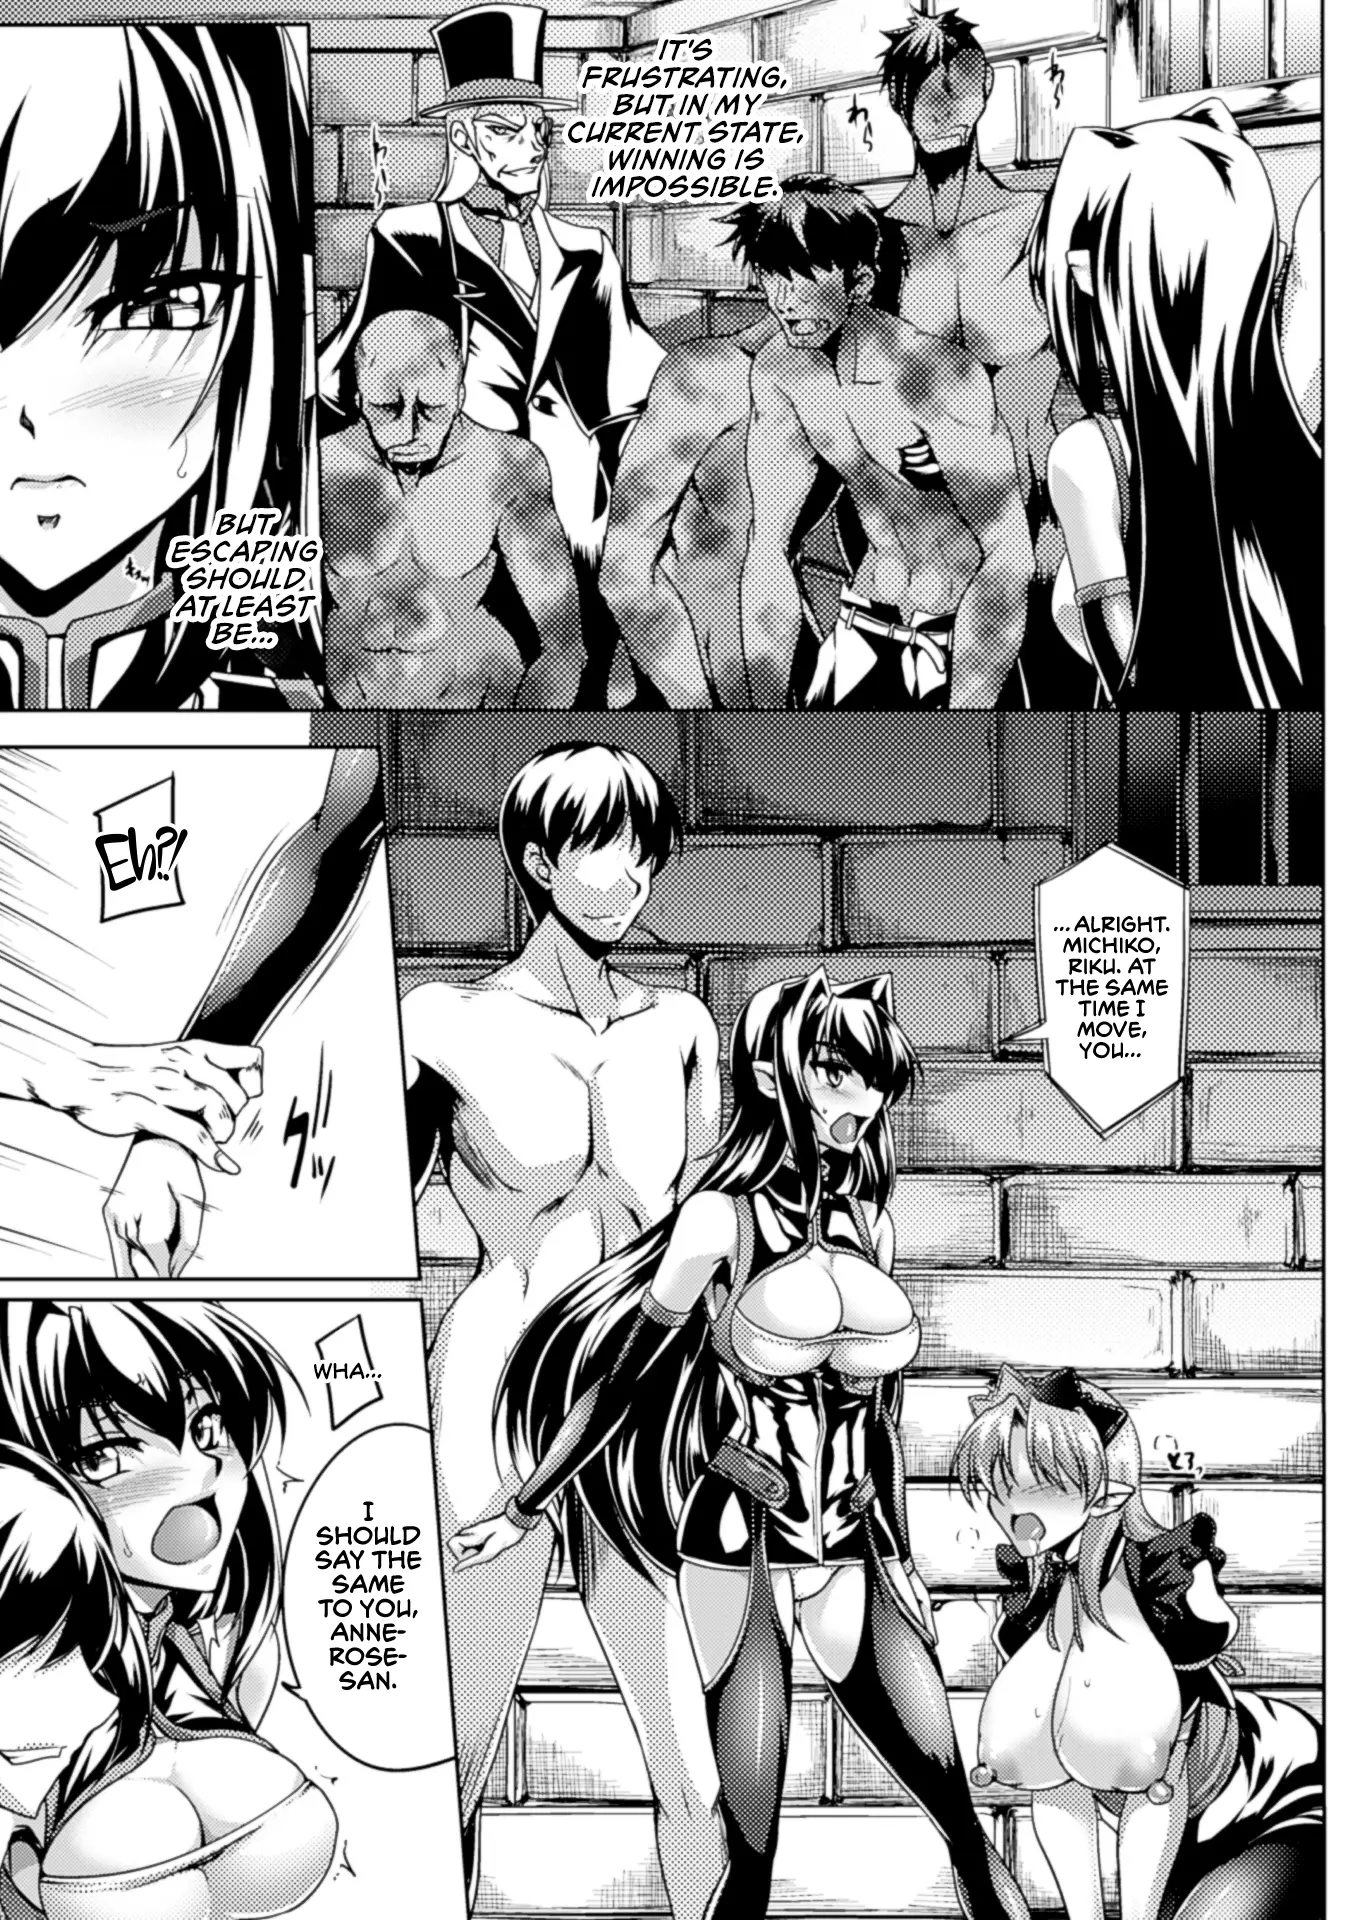 IT'S
FRUSTRATING,
BUT IN MY
CURRENT STATE,
WINNING IS
IMPOSSIBLE.
BUT
ESCAPING
SHOULD
AT LEAST
BE...
...ALRIGHT.
MICHIKO,
RIKU. AT
THE SAME
TIME I
MOVE,
YOU...
Eh?!
WHA...
I
SHOULD
SAY THE
SAME
TO YOU,
ANNE-
ROSE-
SAN.